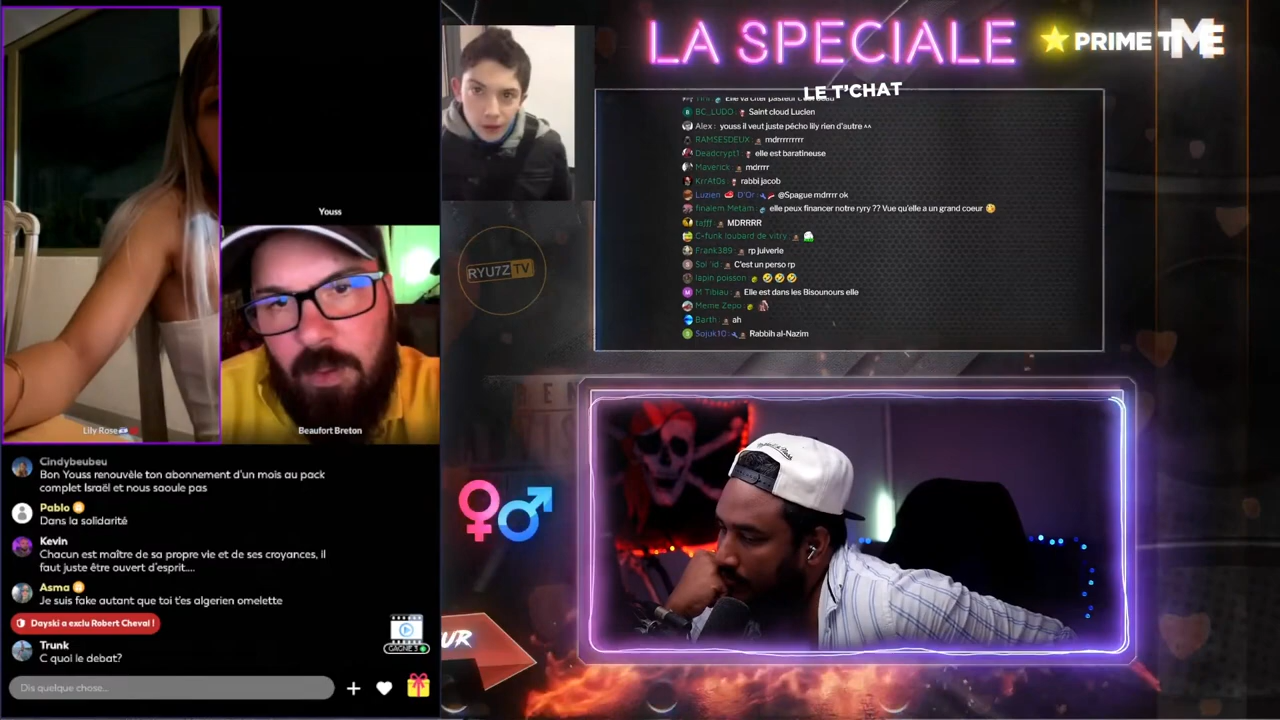 Youss
Lily Rose
Beaufort Breton
Cindybeubeu
Bon Youss renouvèle ton abonnement d'un mois au pack
complet Israël et nous saoule pas
Pablo
Dans la solidarité
Kevin
Chacun est maître de sa propre vie et de ses croyances, il
faut juste être ouvert d'esprit....
Asma
Je suis fake autant que toi t'es algerien omelette
Dayski a exclu Robert Cheval !
Trunk
C quoi le debat?
GAGNE 3
Dis quelque chose...
LA SPECIALE
PRIME TME
LE T'CHAT
BC_LUDO : Saint cloud Lucien
Alex : youss il veut juste pécho lily rien d'autre ^^
RAMSESDEUX : mdrrrrrrrr
Deadcrypt1 : elle est baratineuse
Maverick : mdrrr
KrrAt0s : rabbi jacob
Luzien D'Or : @Spague mdrrr ok
finalem Metam : elle peux financer notre ryry ?? Vue qu'elle a un grand coeur
tafff : MDRRRR
C-funk loubard de vitry :
Frank389 : rp juiverie
Sol 'id : C'est un perso rp
lapin poisson : 🤣🤣🤣
M Tibiau : Elle est dans les Bisounours elle
Meme Zepo :
Barth : ah
Sojuk10 : Rabbih al-Nazim
RYU7Z TV
UR